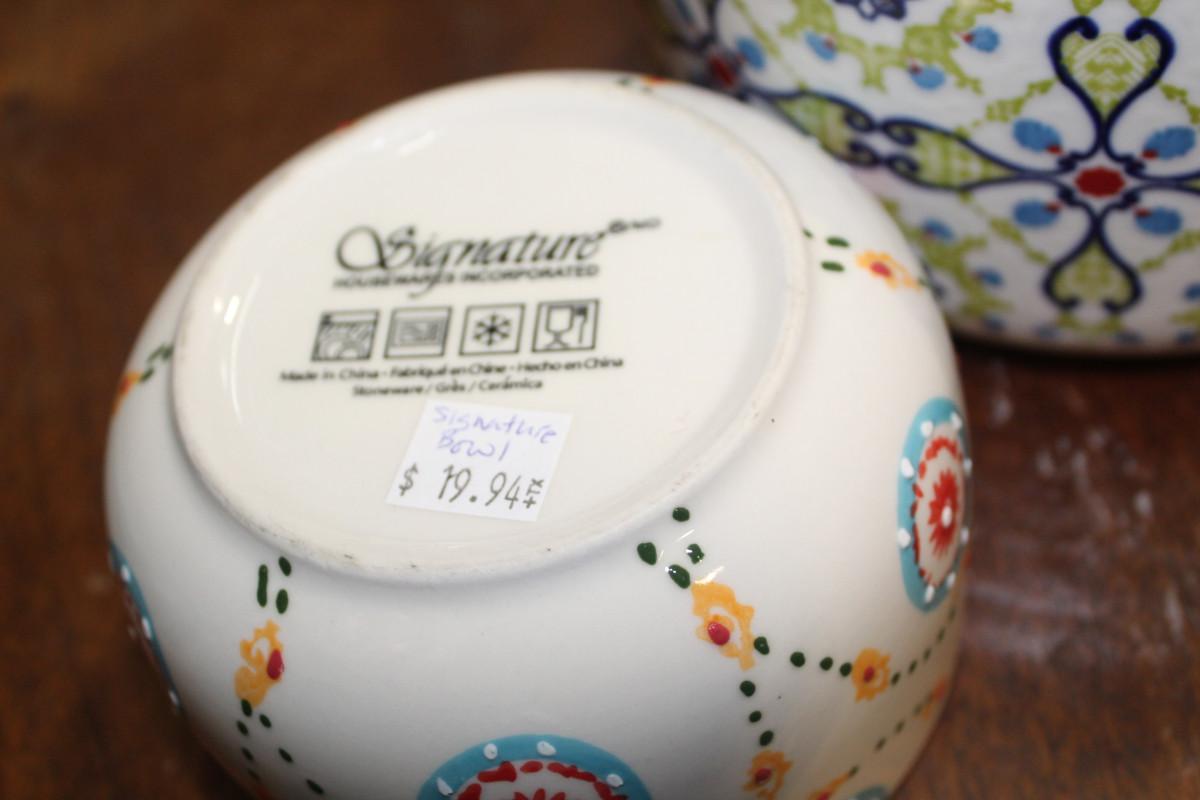 Signature
HOUSEWARES INCORPORATED
Made in China • Fabriqué en Chine • Hecho en China
Stoneware / Grès / Cerámica
Signature
Bowl
$ 19.94